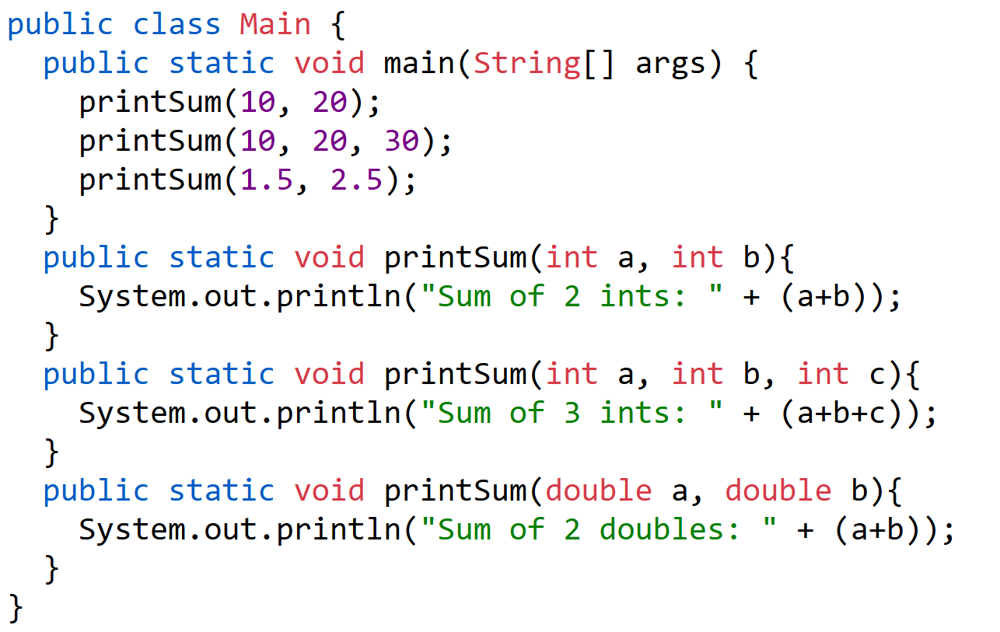 public class Main {
  public static void main(String[] args) {
    printSum(10, 20);
    printSum(10, 20, 30);
    printSum(1.5, 2.5);
  }
  public static void printSum(int a, int b){
    System.out.println("Sum of 2 ints: " + (a+b));
  }
  public static void printSum(int a, int b, int c){
    System.out.println("Sum of 3 ints: " + (a+b+c));
  }
  public static void printSum(double a, double b){
    System.out.println("Sum of 2 doubles: " + (a+b));
  }
}